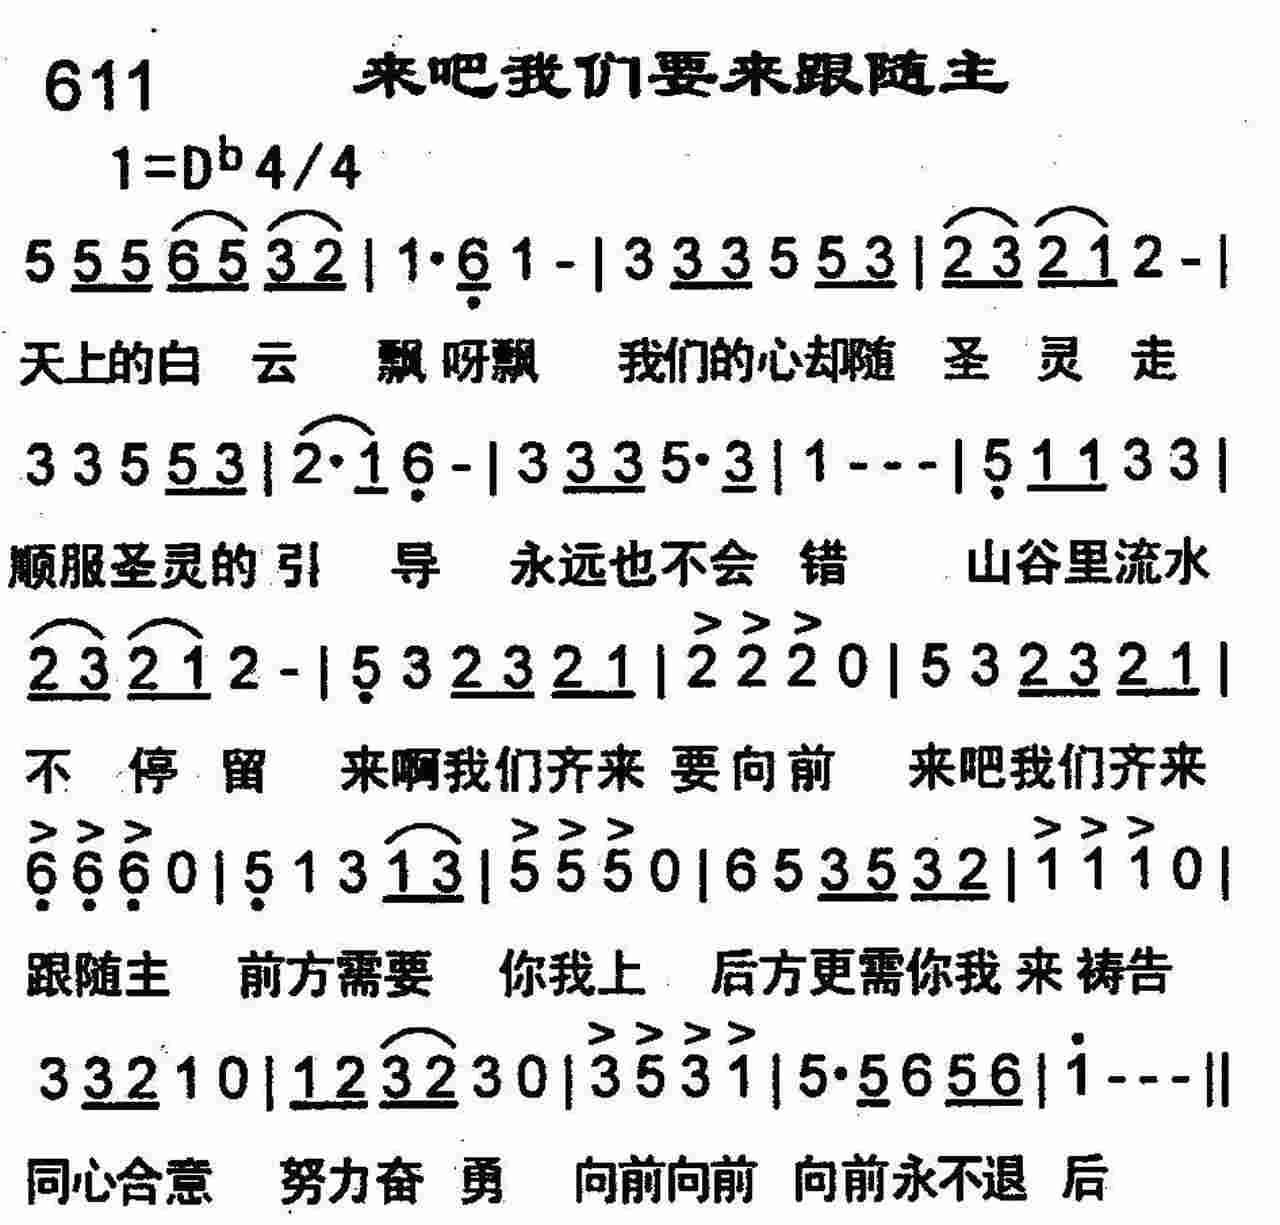 611 来吧我们要来跟随主
1=Dᵇ 4/4
5 5 5 6 5 3 2 | 1· 6̣ 1 - | 3 3 3 5 5 3 | 2 3 2 1 2 - |
天上的白 云 飘呀飘 我们的心却随 圣 灵 走
3 3 5 5 3 | 2· 1 6̣ - | 3 3 3 5· 3 | 1 - - - | 5̣ 1 1 3 3 |
顺服圣灵的 引 导 永远也不会 错 山谷里流水
2 3 2 1 2 - | 5̣ 3 2 3 2 1 | 2 2 2 0 | 5 3 2 3 2 1 |
不 停 留 来啊我们齐来 要向前 来吧我们齐来
6̣ 6̣ 6̣ 0 | 5̣ 1 3 1 3 | 5 5 5 0 | 6 5 3 5 3 2 | 1 1 1 0 |
跟随主 前方需要 你我上 后方更需你我 来祷告
3 3 2 1 0 | 1 2 3 2 3 0 | 3 5 3 1 | 5· 5 6 5 6 | 1̇ - - - ||
同心合意 努力奋 勇 向前向前 向前永不退 后